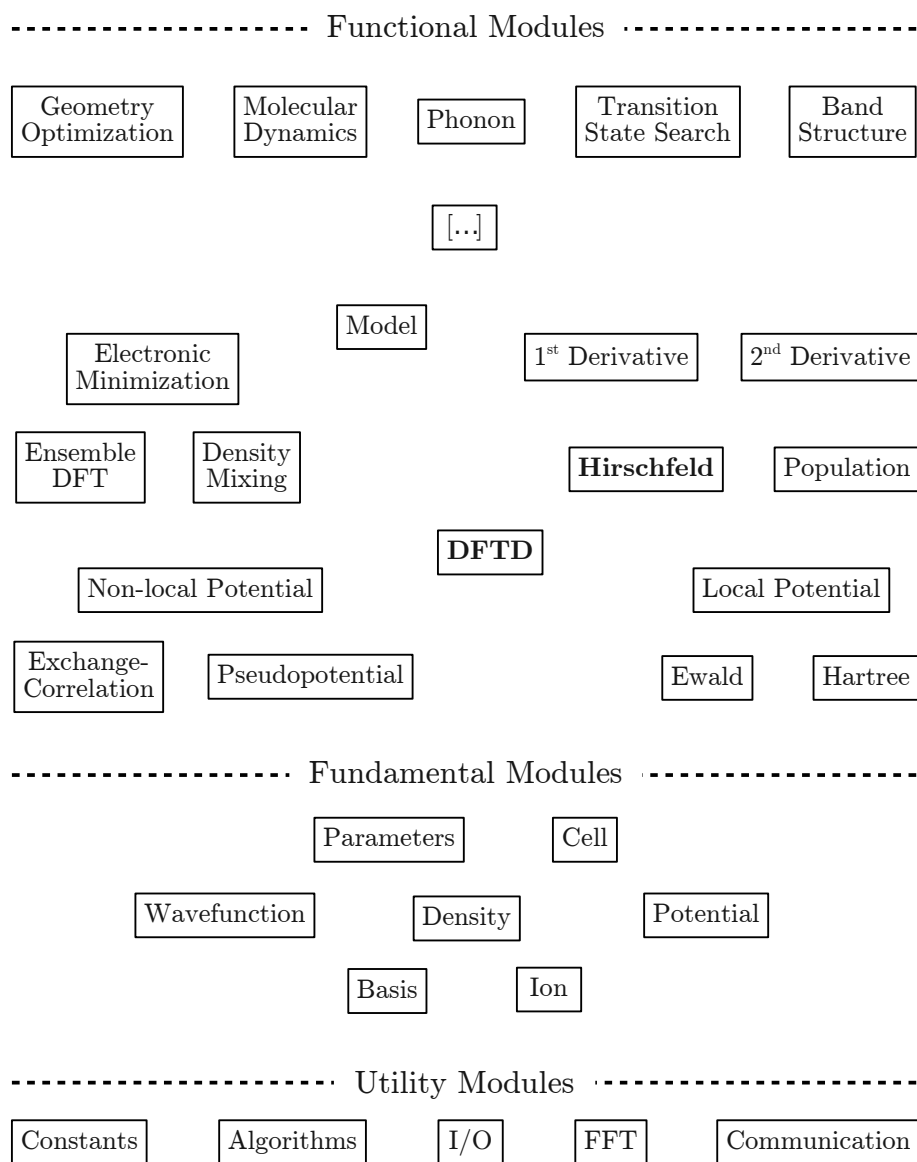 Functional Modules
Geometry
Optimization
Molecular
Dynamics
Phonon
Transition
State Search
Band
Structure
[...]
Model
Electronic
Minimization
1st Derivative
2nd Derivative
Ensemble
DFT
Density
Mixing
Hirschfeld
Population
DFTD
Non-local Potential
Local Potential
Exchange-
Correlation
Pseudopotential
Ewald
Hartree
Fundamental Modules
Parameters
Cell
Wavefunction
Density
Potential
Basis
Ion
Utility Modules
Constants
Algorithms
I/O
FFT
Communication